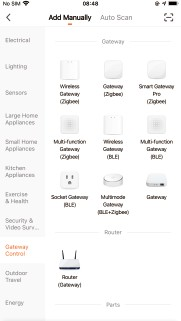 No SIM
08:48
Add Manually
Auto Scan
Electrical
Lighting
Sensors
Large Home
Appliances
Small Home
Appliances
Kitchen
Appliances
Exercise
& Health
Security &
Video Surv...
Gateway
Control
Outdoor
Travel
Energy
Gateway
Wireless
Gateway
(Zigbee)
Gateway
(Zigbee)
Smart Gateway
Pro
(Zigbee)
Multi-function
Gateway
(Zigbee)
Wireless
Gateway
(BLE)
Multi-function
Gateway
(BLE)
Socket Gateway
(BLE)
Multimode
Gateway
(BLE+Zigbee)
Gateway
Router
Router
(Gateway)
Parts